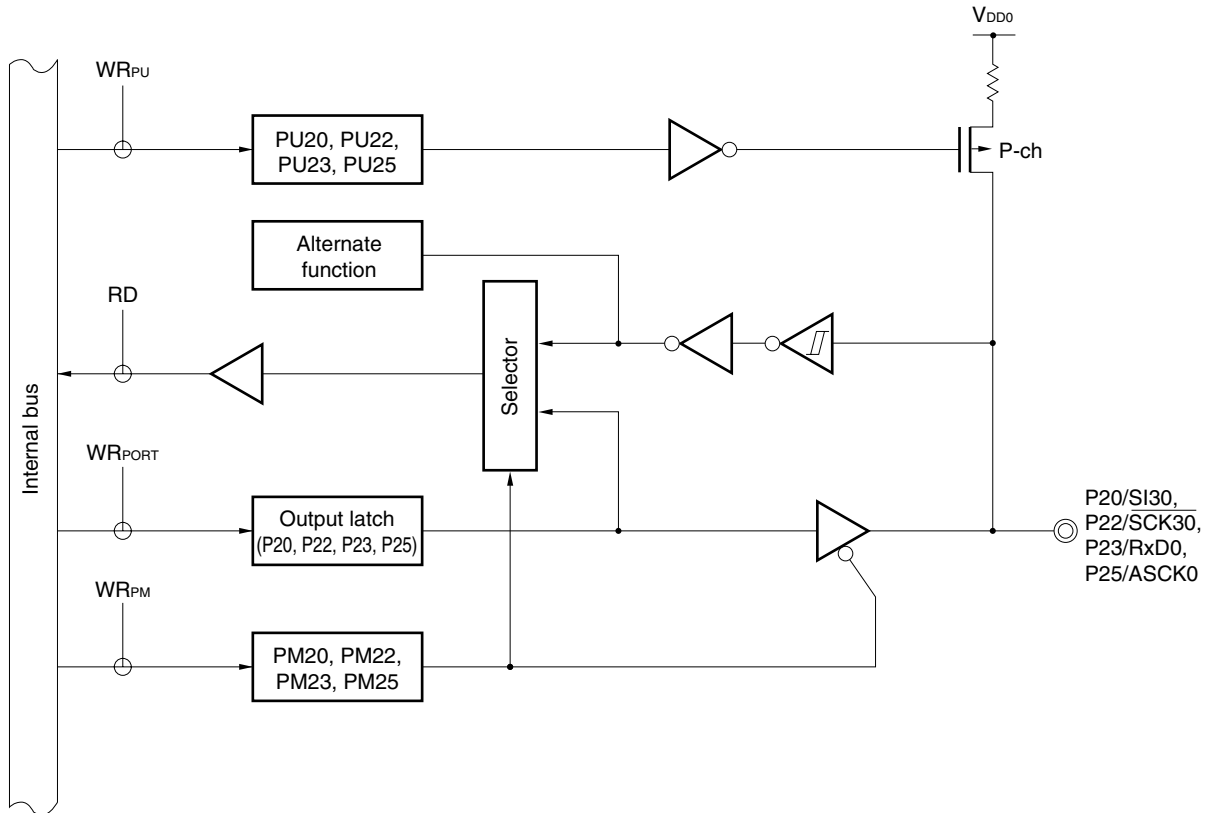 VDD0
WRPU
PU20, PU22,
PU23, PU25
P-ch
Alternate
function
RD
Selector
Internal bus
WRPORT
Output latch
(P20, P22, P23, P25)
P20/SI30,
P22/SCK30,
P23/RxD0,
P25/ASCK0
WRPM
PM20, PM22,
PM23, PM25